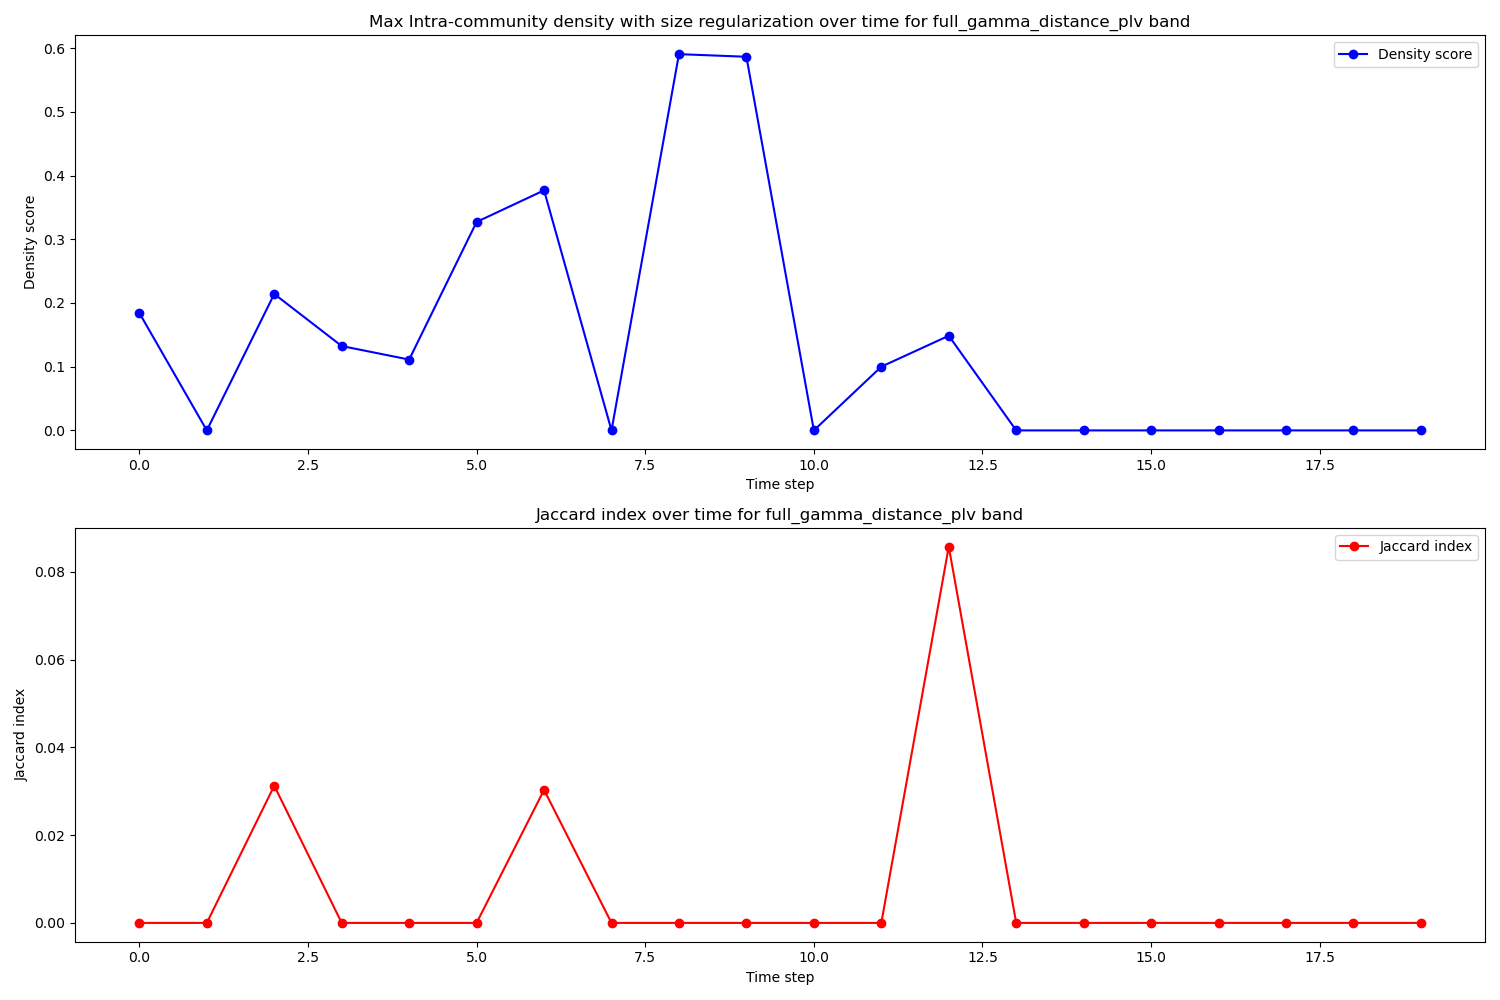 Max Intra-community density with size regularization over time for full_gamma_distance_plv band
Density score
0.6
0.5
0.4
0.3
0.2
0.1
0.0
Density score
0.0 2.5 5.0 7.5 10.0 12.5 15.0 17.5
Time step
Jaccard index over time for full_gamma_distance_plv band
Jaccard index
0.08
0.06
0.04
0.02
0.00
Jaccard index
0.0 2.5 5.0 7.5 10.0 12.5 15.0 17.5
Time step